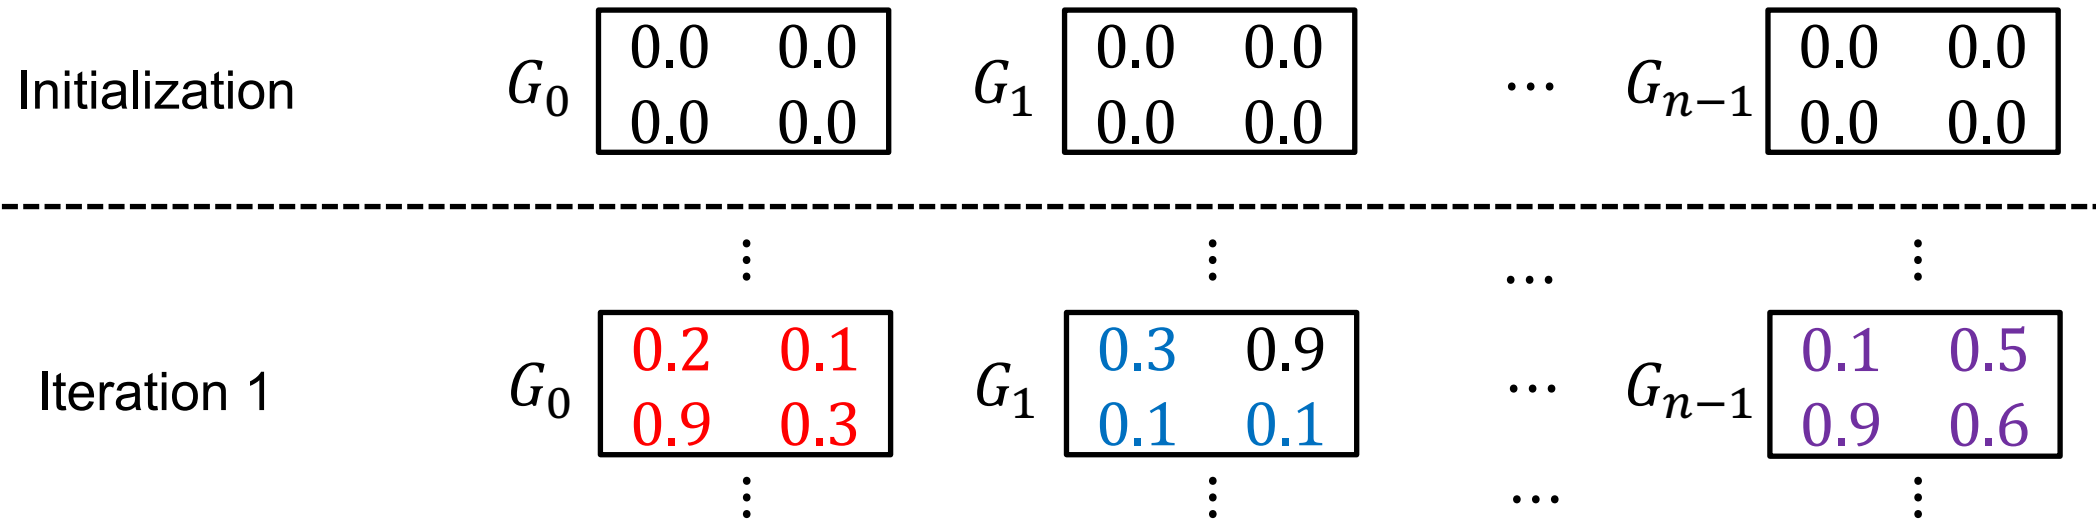 Initialization G₀ 0.0 0.0 G₁ 0.0 0.0 ⋯ Gₙ₋₁ 0.0 0.0
0.0 0.0 0.0 0.0 0.0 0.0
⋮ ⋮ ⋯ ⋮
Iteration 1 G₀ 0.2 0.1 G₁ 0.3 0.9 ⋯ Gₙ₋₁ 0.1 0.5
0.9 0.3 0.1 0.1 0.9 0.6
⋮ ⋮ ⋯ ⋮